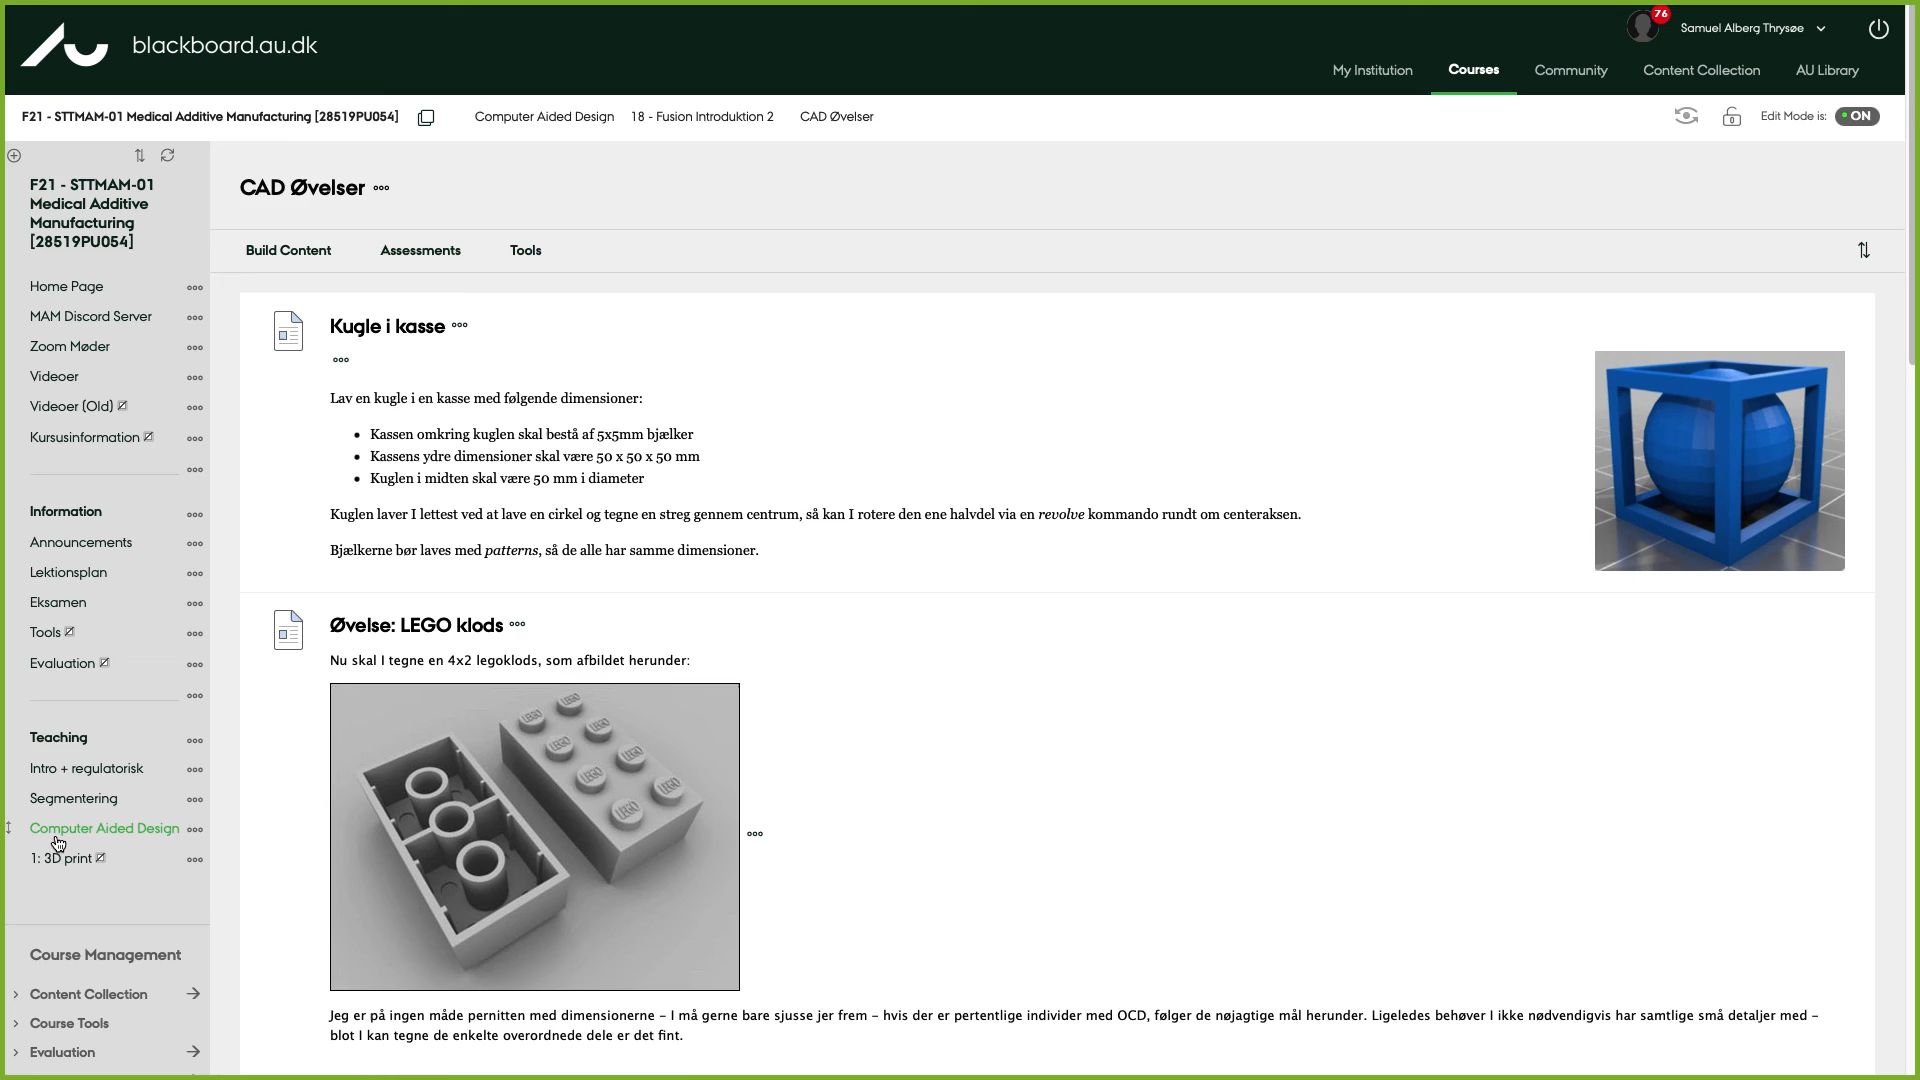 blackboard.au.dk
76
Samuel Alberg Thrysøe
My Institution
Courses
Community
Content Collection
AU Library
F21 - STTMAM-01 Medical Additive Manufacturing [28519PU054]
Computer Aided Design
18 - Fusion Introduktion 2
CAD Øvelser
Edit Mode is:
ON
F21 - STTMAM-01
Medical Additive
Manufacturing
[28519PU054]
Home Page
MAM Discord Server
Zoom Møder
Videoer
Videoer (Old)
Kursusinformation
Information
Announcements
Lektionsplan
Eksamen
Tools
Evaluation
Teaching
Intro + regulatorisk
Segmentering
Computer Aided Design
1: 3D print
Course Management
Content Collection
Course Tools
Evaluation
CAD Øvelser
Build Content
Assessments
Tools
Kugle i kasse
Lav en kugle i en kasse med følgende dimensioner:
• Kassen omkring kuglen skal bestå af 5x5mm bjælker
• Kassens ydre dimensioner skal være 50 x 50 x 50 mm
• Kuglen i midten skal være 50 mm i diameter
Kuglen laver I lettest ved at lave en cirkel og tegne en streg gennem centrum, så kan I rotere den ene halvdel via en revolve kommando rundt om centeraksen.
Bjælkerne bør laves med patterns, så de alle har samme dimensioner.
Øvelse: LEGO klods
Nu skal I tegne en 4x2 legoklods, som afbildet herunder:
LEGO
LEGO
LEGO
LEGO
LEGO
LEGO
LEGO
LEGO
Jeg er på ingen måde pernitten med dimensionerne – I må gerne bare sjusse jer frem – hvis der er pertentlige individer med OCD, følger de nøjagtige mål herunder. Ligeledes behøver I ikke nødvendigvis har samtlige små detaljer med –
blot I kan tegne de enkelte overordnede dele er det fint.